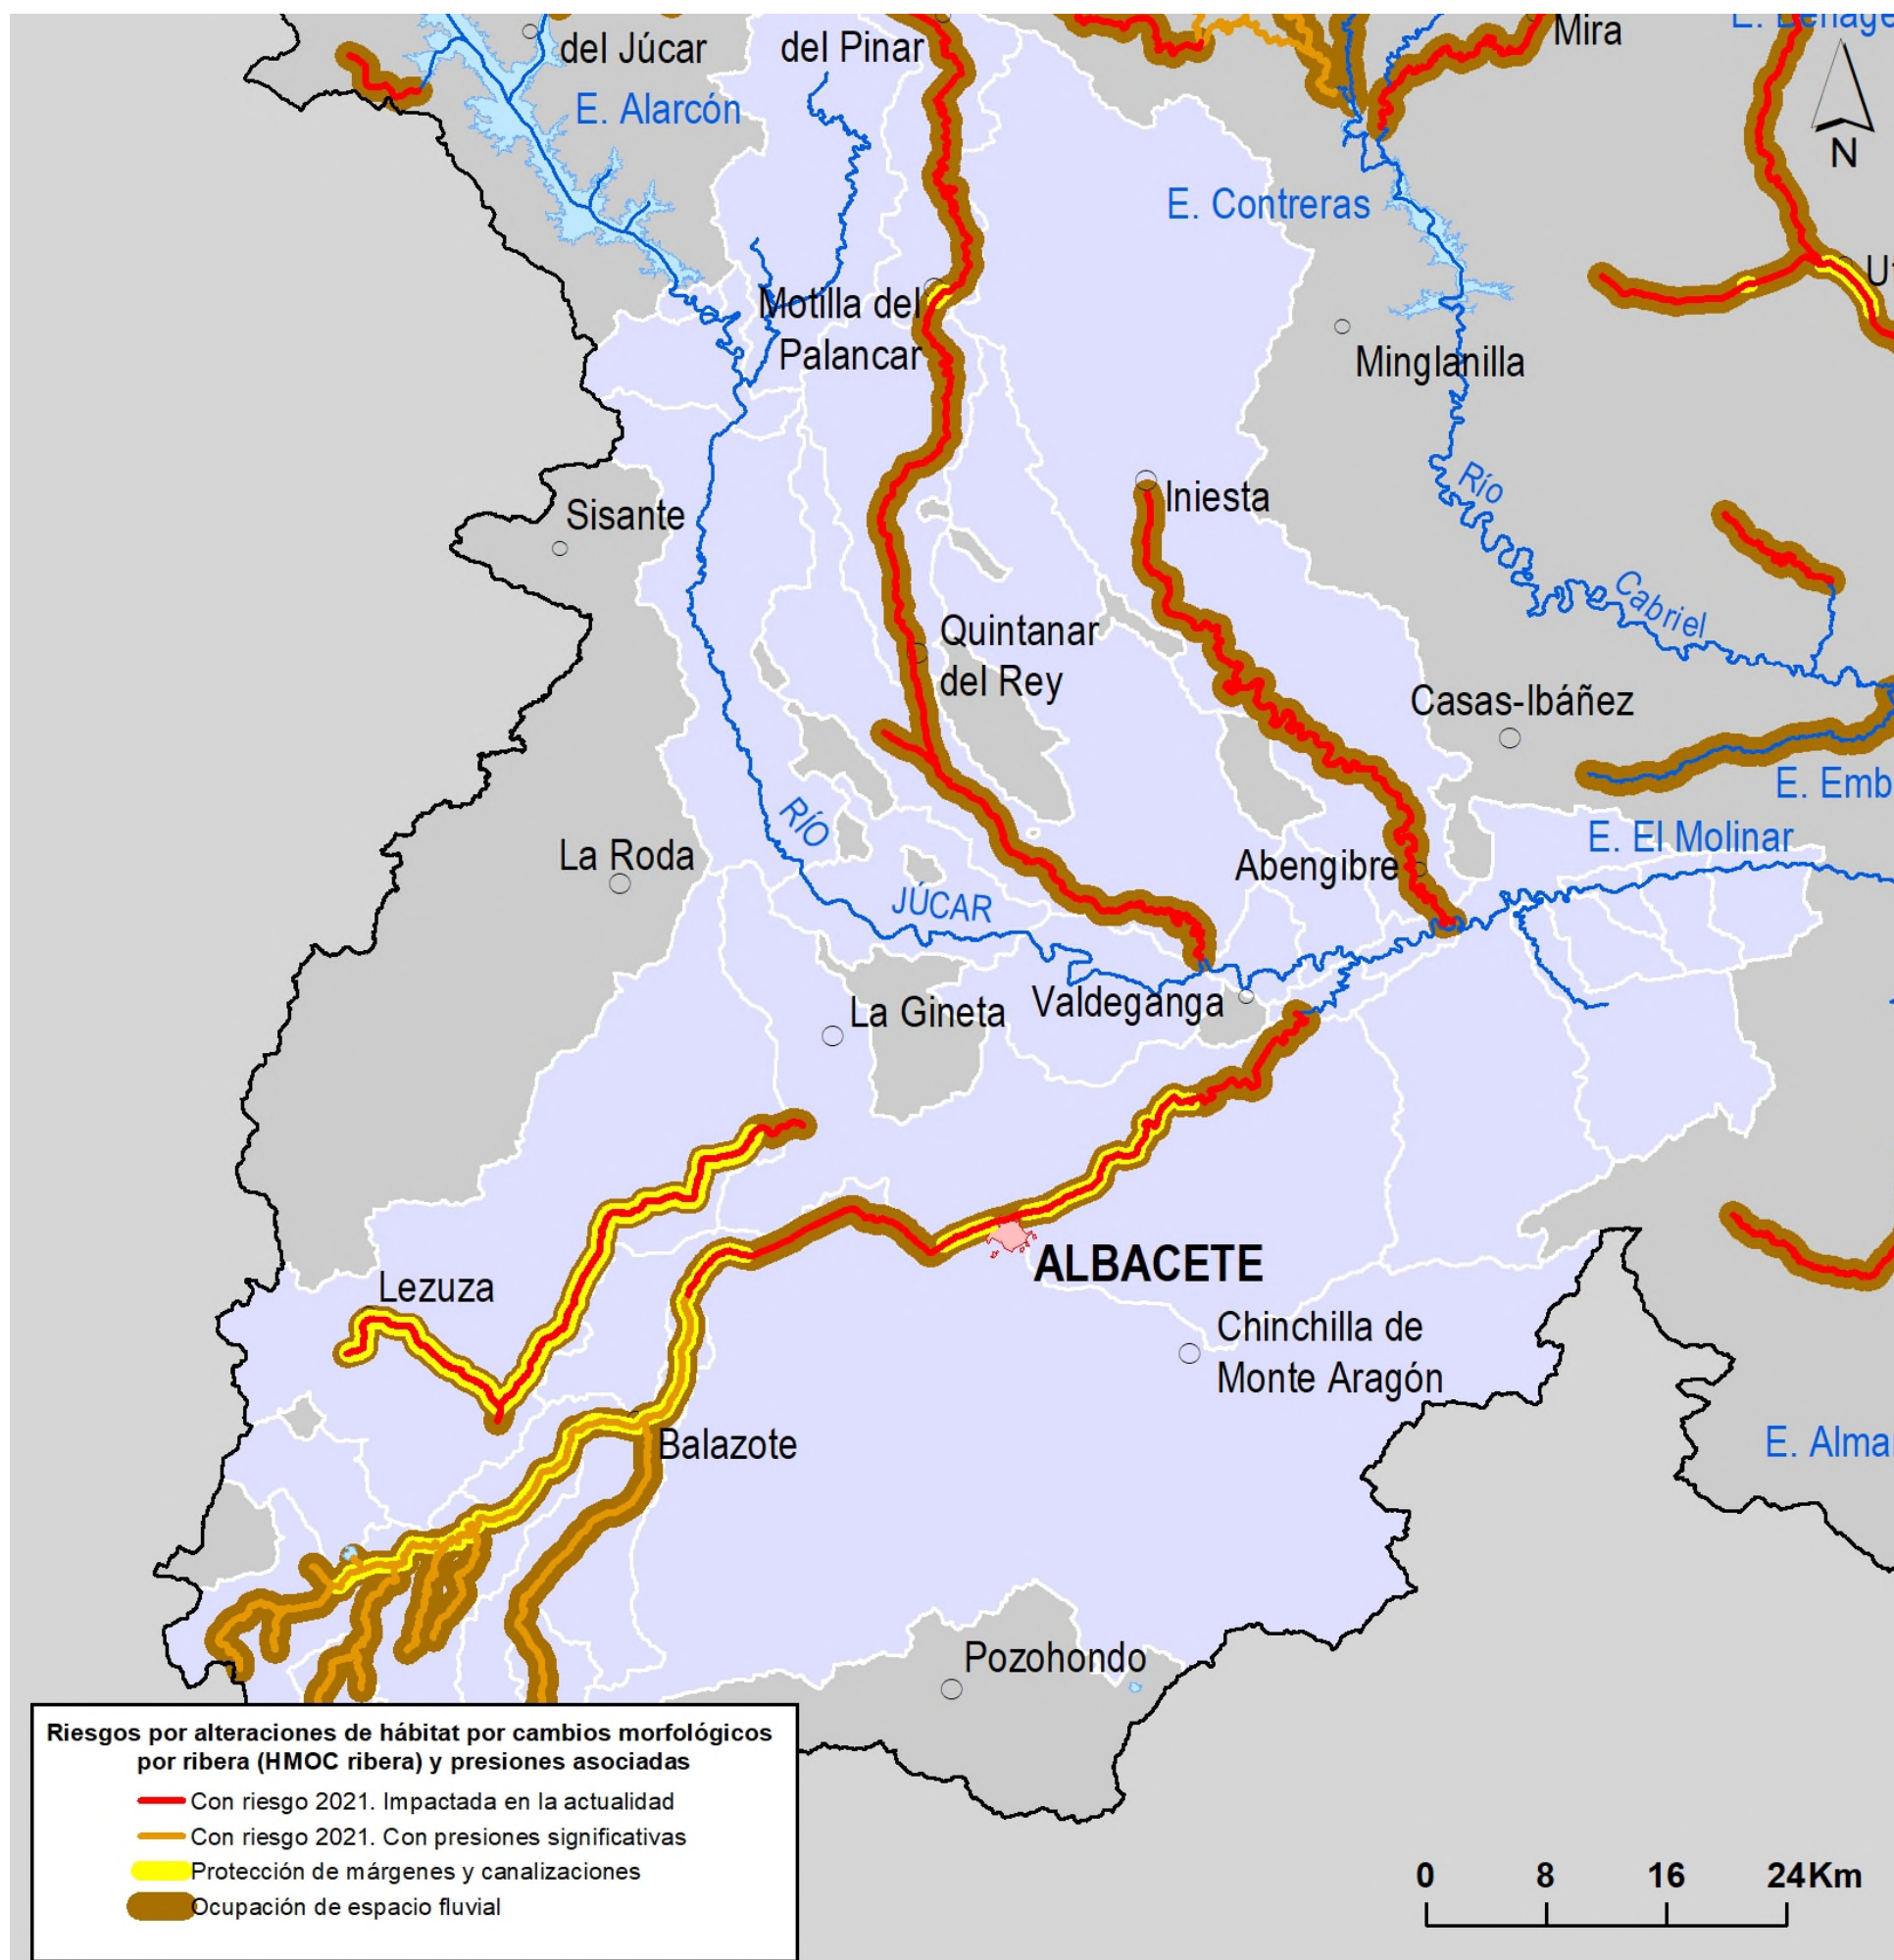 del Júcar
del Pinar
Mira
E. Alarcón
N
E. Contreras
Motilla del
Palancar
Minglanilla
Río
Iniesta
Sisante
Cabriel
Quintanar
del Rey
Casas-Ibáñez
E. Emb
RÍO
E. El Molinar
La Roda
Abengibre
JÚCAR
La Gineta
Valdeganga
ALBACETE
Lezuza
Chinchilla de
Monte Aragón
Balazote
Pozohondo
Riesgos por alteraciones de hábitat por cambios morfológicos
por ribera (HMOC ribera) y presiones asociadas
Con riesgo 2021. Impactada en la actualidad
Con riesgo 2021. Con presiones significativas
Protección de márgenes y canalizaciones
Ocupación de espacio fluvial
0 8 16 24Km